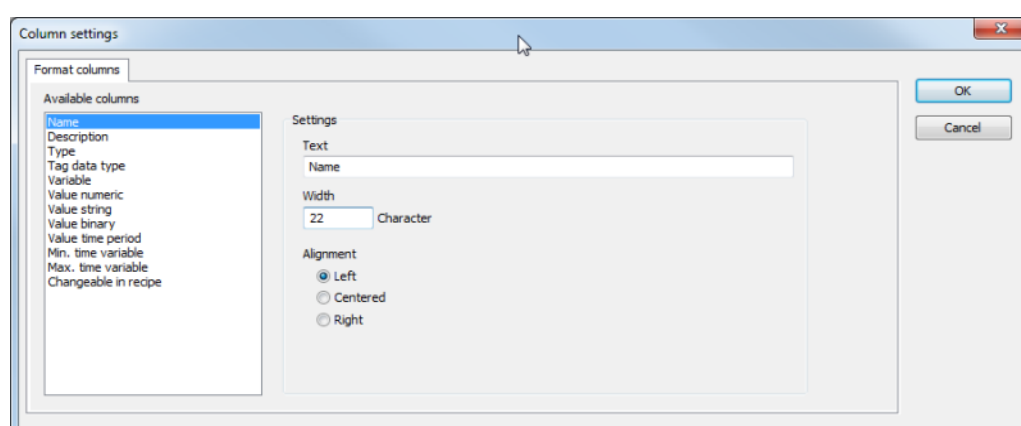 Column settings
Format columns
Available columns
Name
Description
Type
Tag data type
Variable
Value numeric
Value string
Value binary
Value time period
Min. time variable
Max. time variable
Changeable in recipe
Settings
Text
Name
Width
22 Character
Alignment
Left
Centered
Right
OK
Cancel